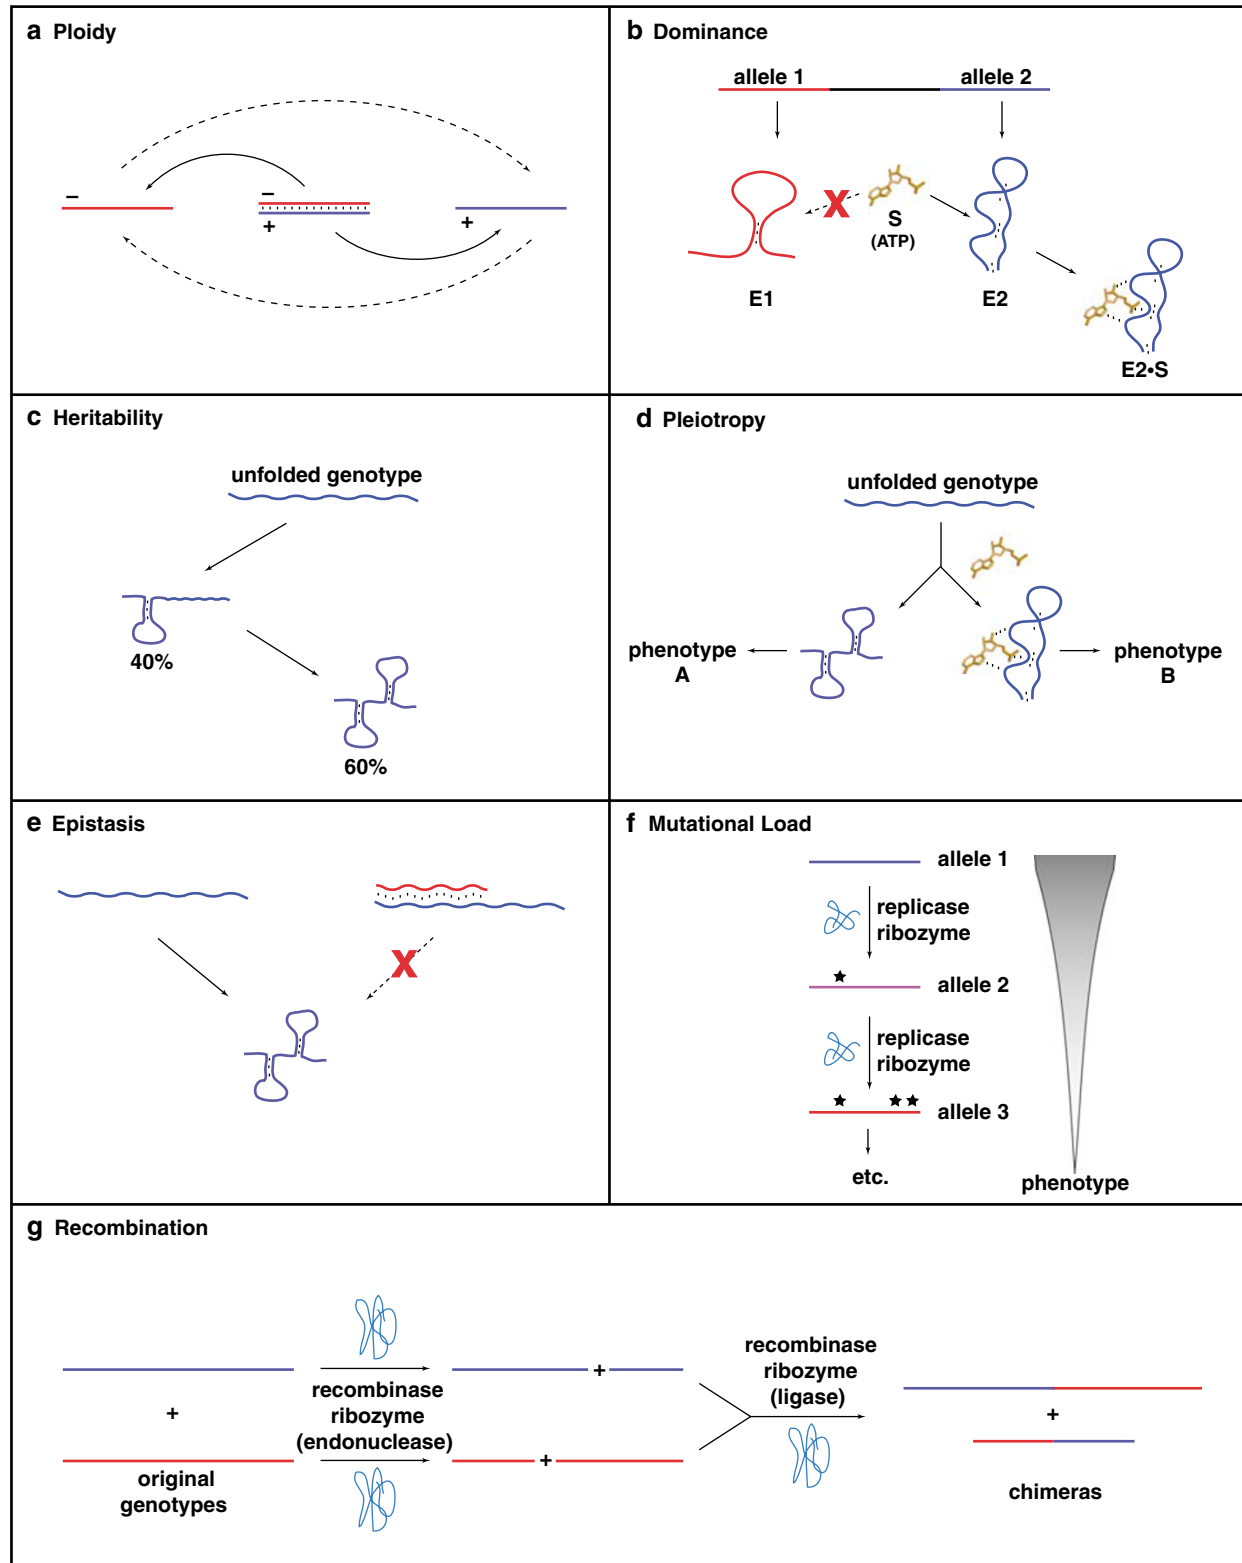 a Ploidy
−
−
+
+
b Dominance
allele 1
allele 2
X
S
(ATP)
E1
E2
E2•S
c Heritability
unfolded genotype
40%
60%
d Pleiotropy
unfolded genotype
phenotype
A
phenotype
B
e Epistasis
X
f Mutational Load
allele 1
replicase
ribozyme
allele 2
replicase
ribozyme
allele 3
etc.
phenotype
g Recombination
+
original
genotypes
recombinase
ribozyme
(endonuclease)
+
+
recombinase
ribozyme
(ligase)
+
chimeras